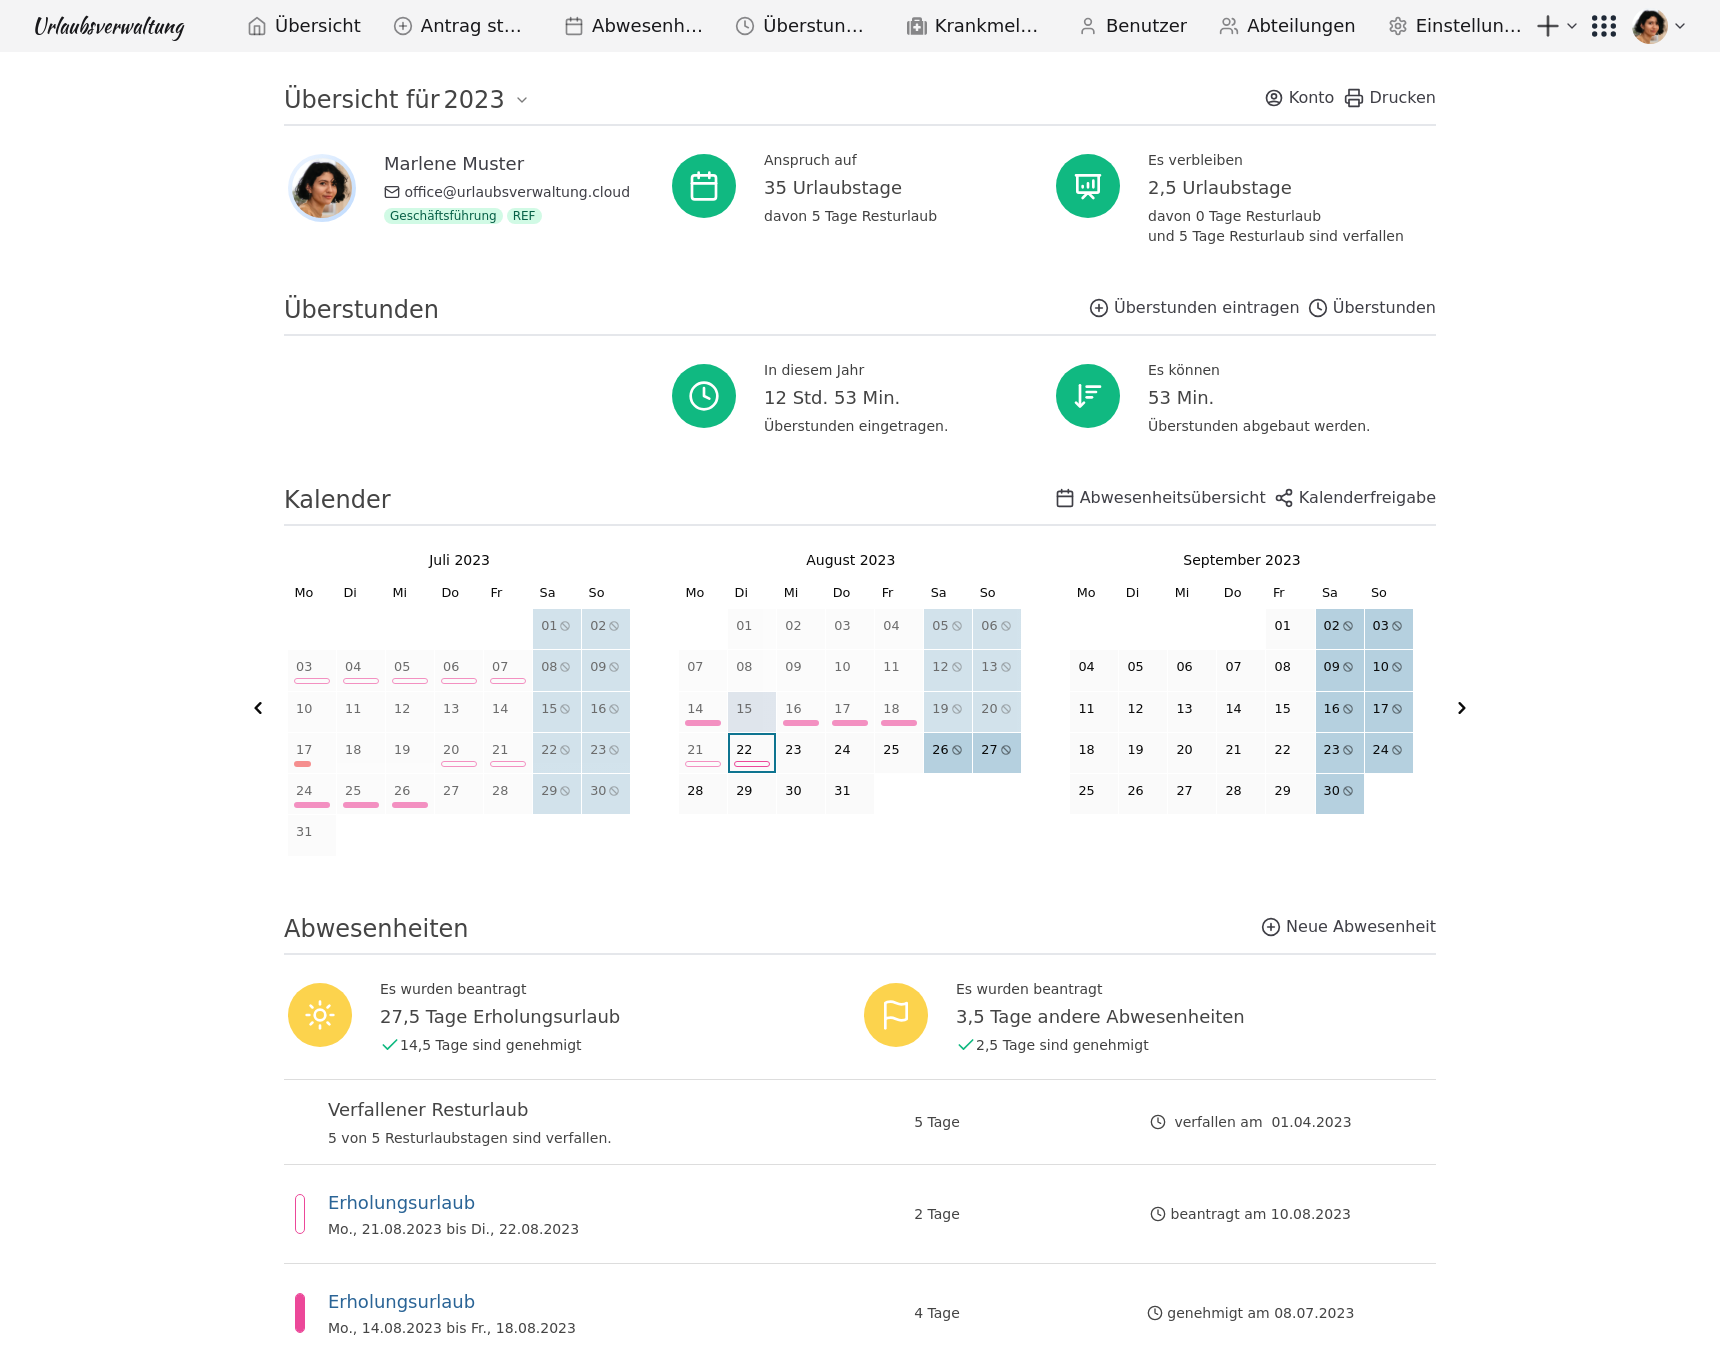 Urlaubsverwaltung Übersicht Antrag st... Abwesenh... Überstun... Krankmel... Benutzer Abteilungen Einstellun...
Übersicht für 2023 Konto Drucken
Marlene Muster
office@urlaubsverwaltung.cloud
Geschäftsführung REF
Anspruch auf
35 Urlaubstage
davon 5 Tage Resturlaub
Es verbleiben
2,5 Urlaubstage
davon 0 Tage Resturlaub
und 5 Tage Resturlaub sind verfallen
Überstunden Überstunden eintragen Überstunden
In diesem Jahr
12 Std. 53 Min.
Überstunden eingetragen.
Es können
53 Min.
Überstunden abgebaut werden.
Kalender Abwesenheitsübersicht Kalenderfreigabe
Juli 2023
Mo Di Mi Do Fr Sa So
01 02
03 04 05 06 07 08 09
10 11 12 13 14 15 16
17 18 19 20 21 22 23
24 25 26 27 28 29 30
31
August 2023
Mo Di Mi Do Fr Sa So
01 02 03 04 05 06
07 08 09 10 11 12 13
14 15 16 17 18 19 20
21 22 23 24 25 26 27
28 29 30 31
September 2023
Mo Di Mi Do Fr Sa So
01 02 03
04 05 06 07 08 09 10
11 12 13 14 15 16 17
18 19 20 21 22 23 24
25 26 27 28 29 30
Abwesenheiten Neue Abwesenheit
Es wurden beantragt
27,5 Tage Erholungsurlaub
14,5 Tage sind genehmigt
Es wurden beantragt
3,5 Tage andere Abwesenheiten
2,5 Tage sind genehmigt
Verfallener Resturlaub
5 von 5 Resturlaubstagen sind verfallen.
5 Tage
verfallen am 01.04.2023
Erholungsurlaub
Mo., 21.08.2023 bis Di., 22.08.2023
2 Tage
beantragt am 10.08.2023
Erholungsurlaub
Mo., 14.08.2023 bis Fr., 18.08.2023
4 Tage
genehmigt am 08.07.2023